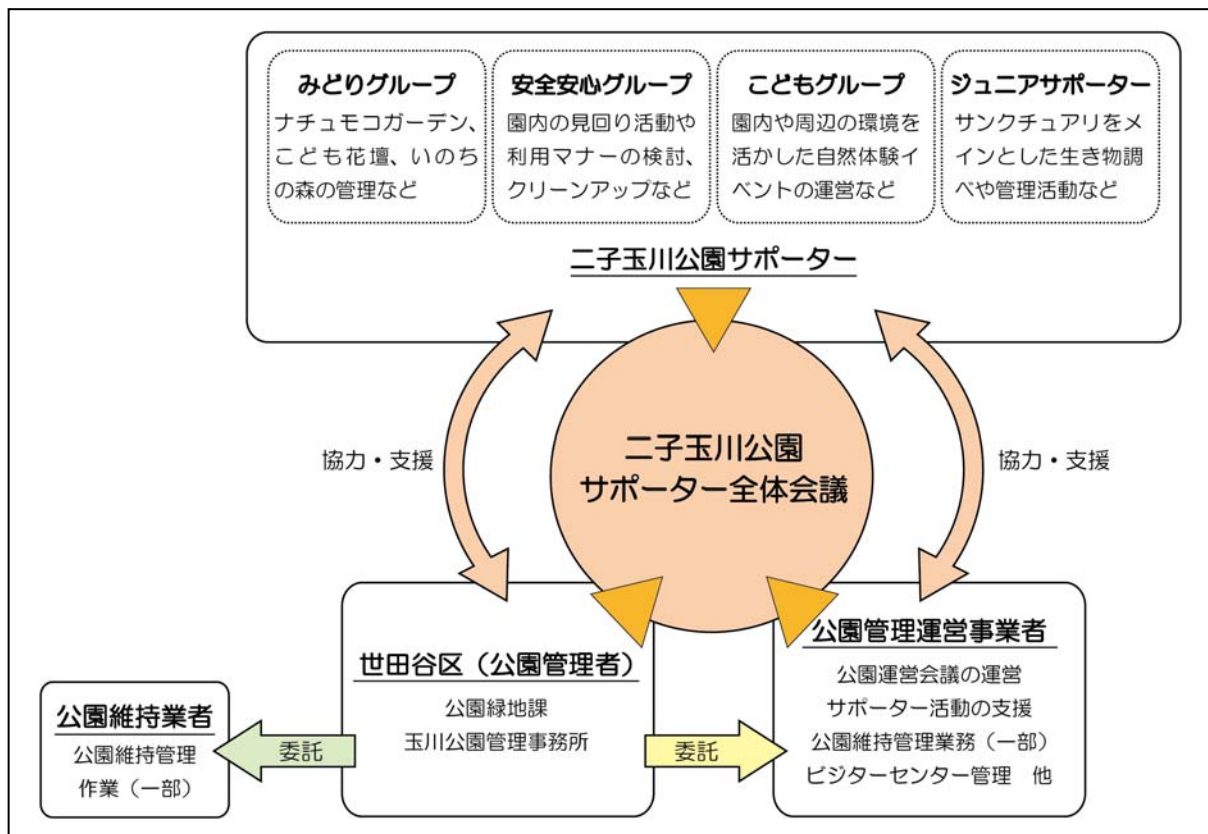 みどりグループ
ナチュモコガーデン、
こども花壇、いのち
の森の管理など
安全安心グループ
園内の見回り活動や
利用マナーの検討、
クリーンアップなど
こどもグループ
園内や周辺の環境を
活かした自然体験イ
ベントの運営など
ジュニアサポーター
サンクチュアリをメ
インとした生き物調
べや管理活動など
二子玉川公園サポーター
協力・支援
二子玉川公園
サポーター全体会議
協力・支援
世田谷区（公園管理者）
公園緑地課
玉川公園管理事務所
公園管理運営事業者
公園運営会議の運営
サポーター活動の支援
公園維持管理業務（一部）
ビジターセンター管理　他
公園維持業者
公園維持管理
作業（一部）
委託
委託